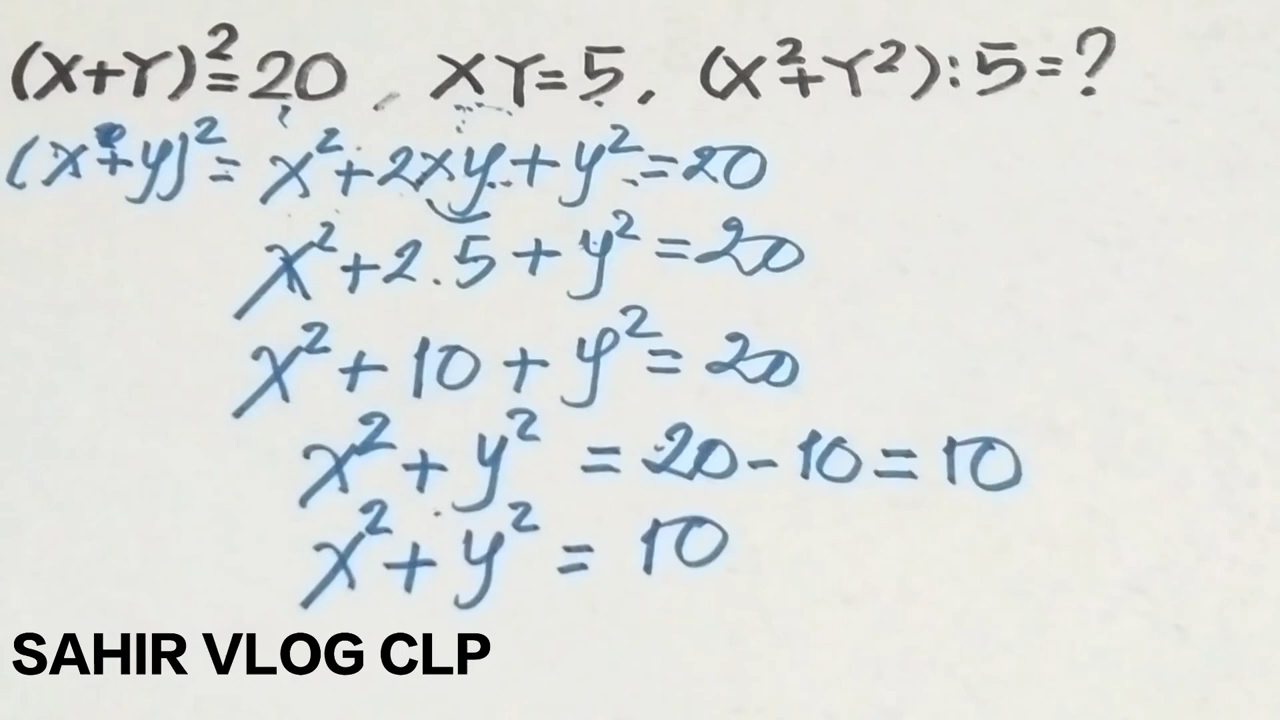 (X+Y)²=20, XY=5, (X²+Y²):5=?
(x+y)²= x²+2xy+y²=20
x²+2.5+y²=20
x²+10+y²=20
x²+y² =20-10=10
x²+y² = 10
SAHIR VLOG CLP